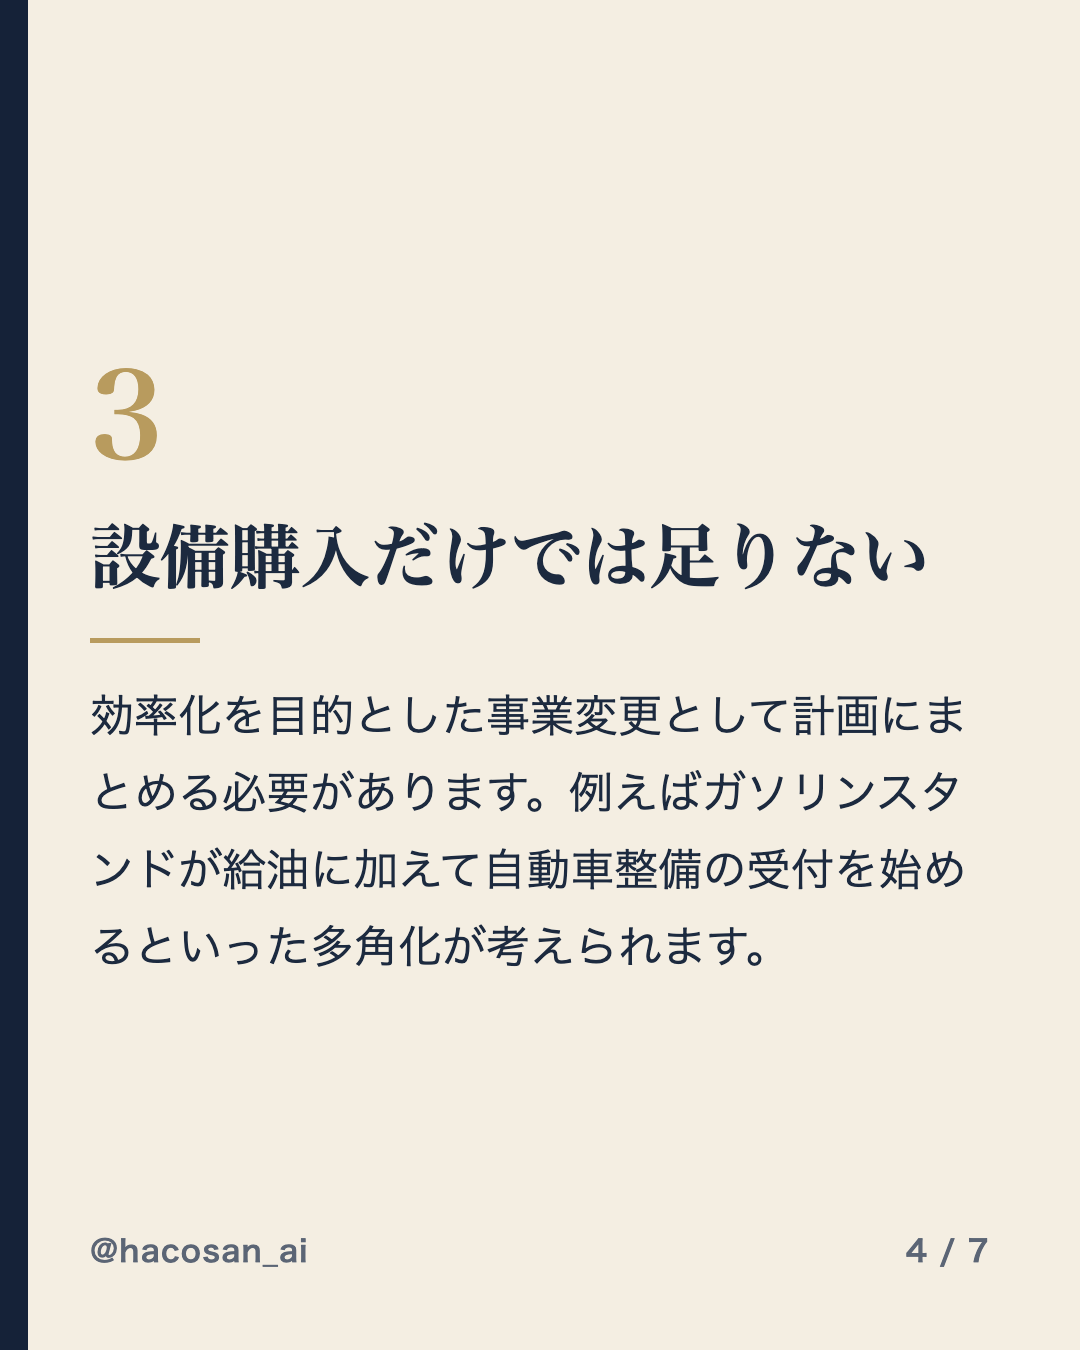 3
設備購入だけでは足りない
効率化を目的とした事業変更として計画にま
とめる必要があります。例えばガソリンスタ
ンドが給油に加えて自動車整備の受付を始め
るといった多角化が考えられます。
@hacosan_ai
4 / 7